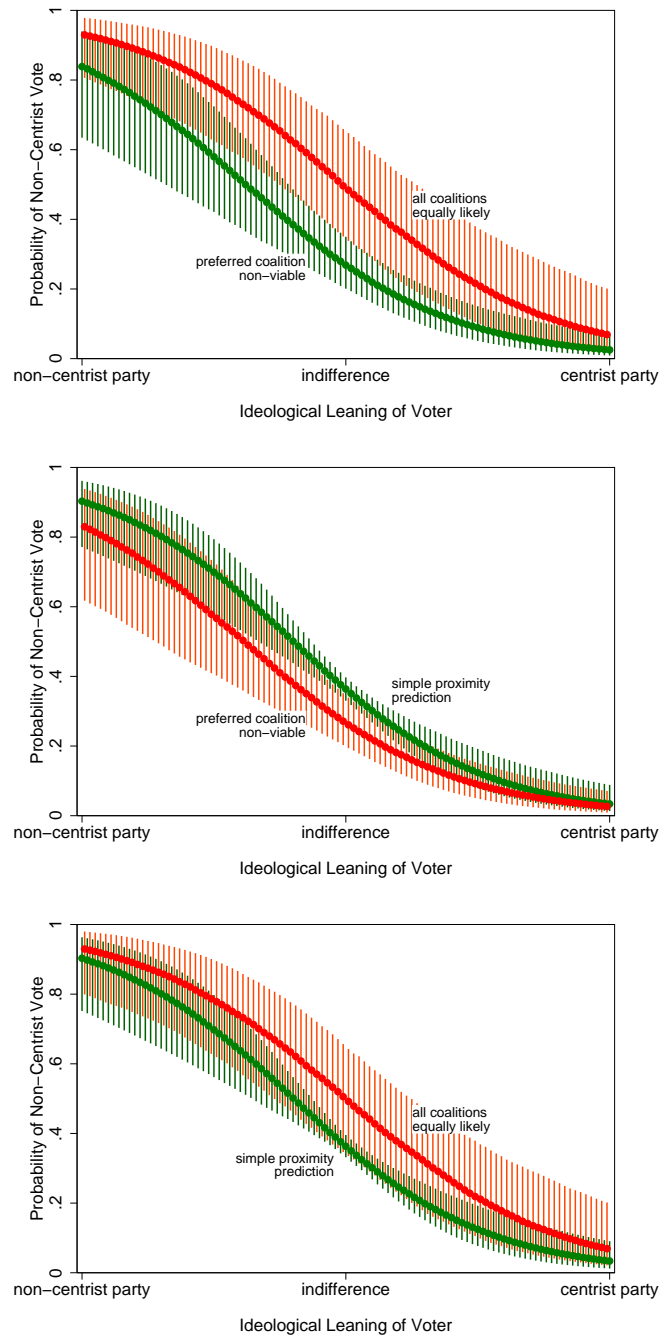 1
.8
.6
.4
.2
0
Probability of Non−Centrist Vote
all coalitions
equally likely
preferred coalition
non−viable
non−centrist party
indifference
centrist party
Ideological Leaning of Voter
1
.8
.6
.4
.2
0
Probability of Non−Centrist Vote
simple proximity
prediction
preferred coalition
non−viable
non−centrist party
indifference
centrist party
Ideological Leaning of Voter
1
.8
.6
.4
.2
0
Probability of Non−Centrist Vote
all coalitions
equally likely
simple proximity
prediction
non−centrist party
indifference
centrist party
Ideological Leaning of Voter